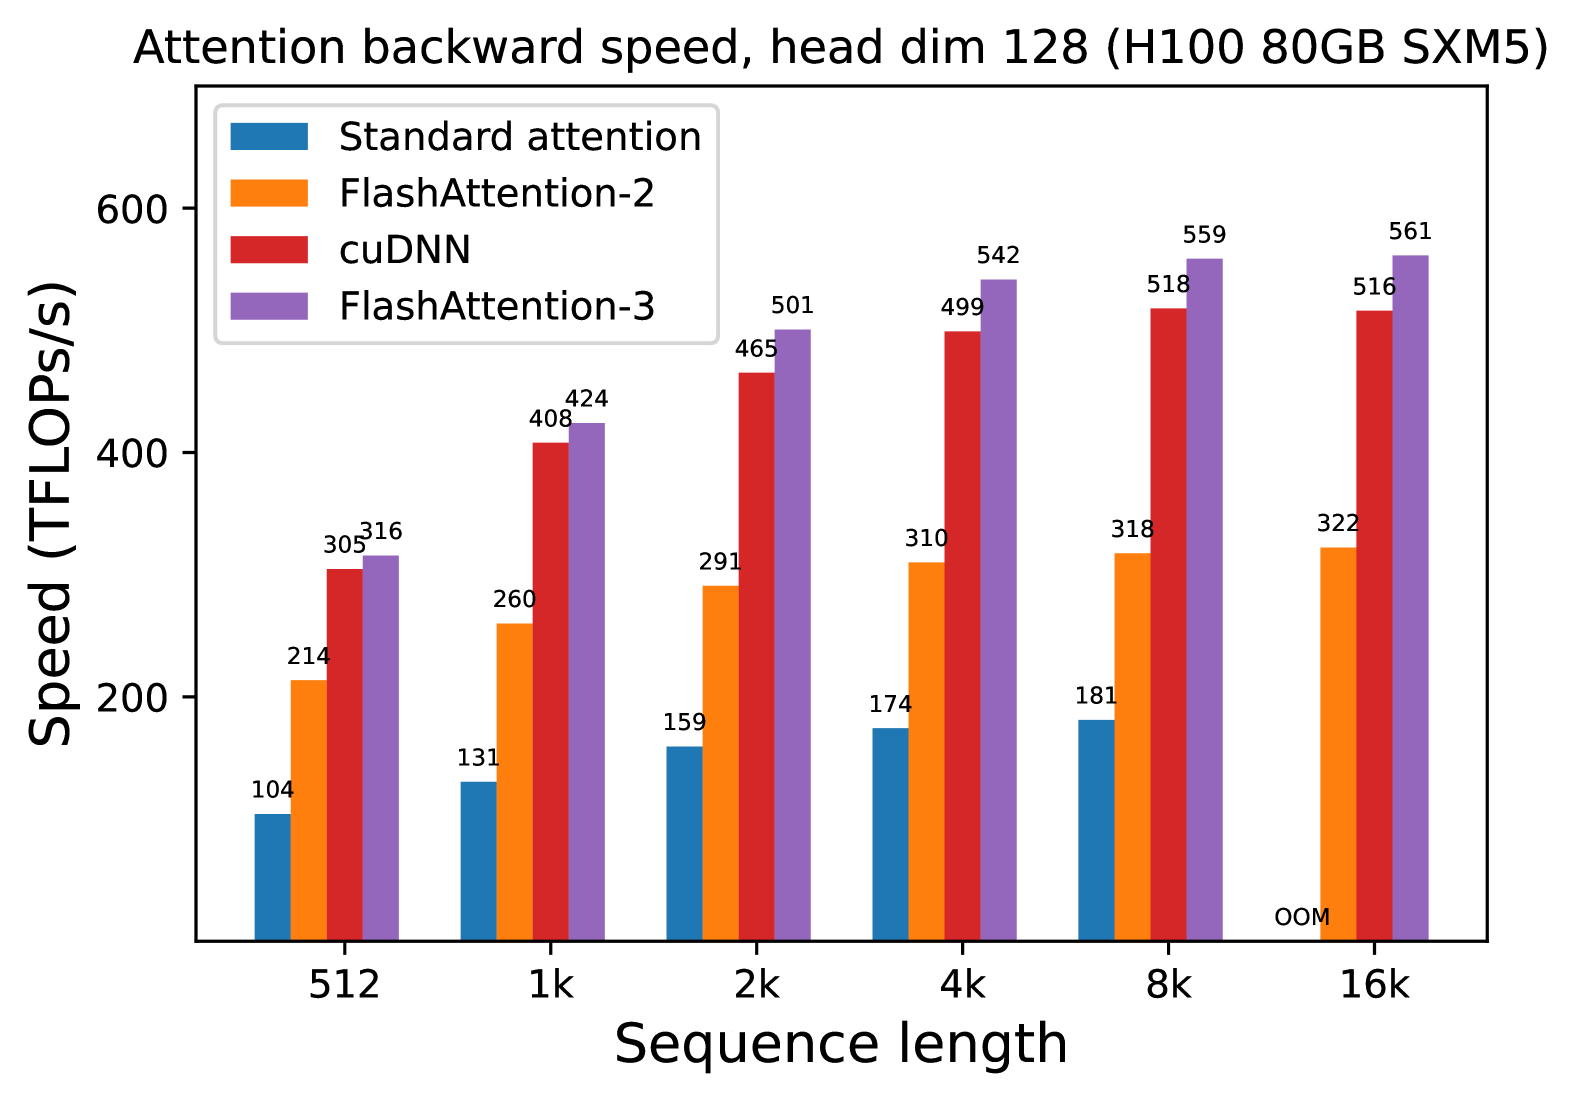 Attention backward speed, head dim 128 (H100 80GB SXM5)
Standard attention
FlashAttention-2
cuDNN
FlashAttention-3
Speed (TFLOPs/s)
600
400
200
104
214
305
316
131
260
408
424
159
291
465
501
174
310
499
542
181
318
518
559
OOM
322
516
561
512
1k
2k
4k
8k
16k
Sequence length